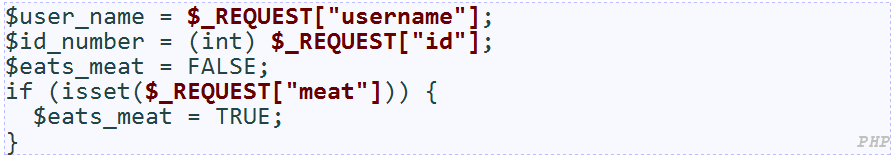 $user_name = $_REQUEST["username"];
$id_number = (int) $_REQUEST["id"];
$eats_meat = FALSE;
if (isset($_REQUEST["meat"])) {
  $eats_meat = TRUE;
}
PHP